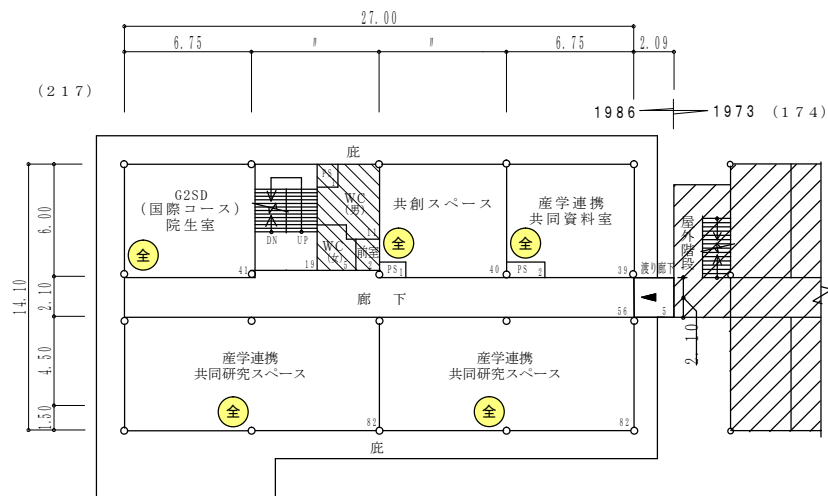 27.00
6.75
〃
〃
6.75
2.09
(217)
1986
1973
(174)
庇
G2SD
(国際コース)
院生室
41
DN
UP
19
PS
1
WC
(男)
11
WC
(女)
5
前室
2
共創スペース
PS
1
40
産学連携
共同資料室
PS
2
39
渡り廊下
屋外階段
6.00
2.10
4.50
1.50
14.10
廊 下
56
5
2.10
産学連携
共同研究スペース
82
産学連携
共同研究スペース
82
全
全
全
全
全
庇